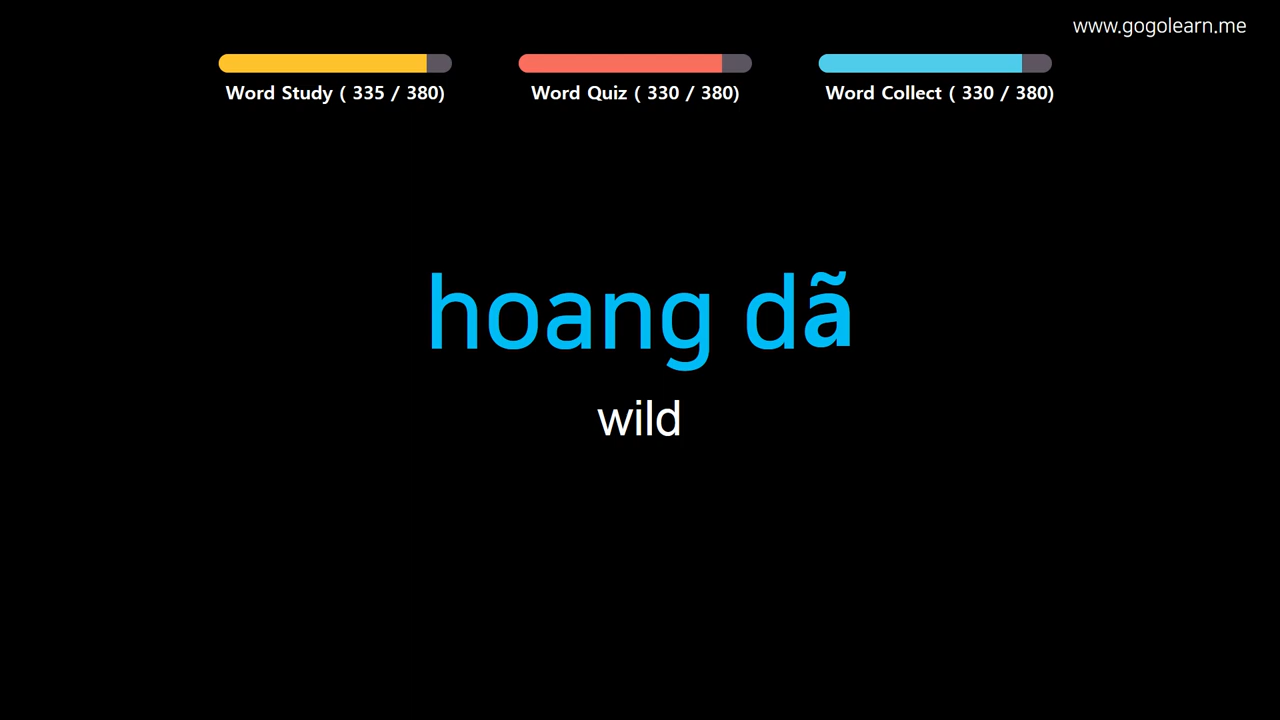 www.gogolearn.me
Word Study ( 335 / 380)
Word Quiz ( 330 / 380)
Word Collect ( 330 / 380)
hoang dã
wild